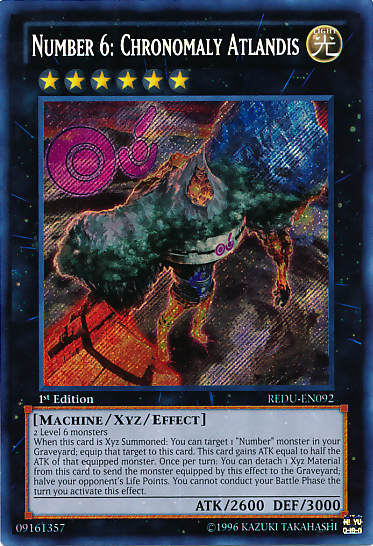 NUMBER 6: CHRONOMALY ATLANDIS
LIGHT
光
06
06
1st Edition
REDU-EN092
[MACHINE/XYZ/EFFECT]
2 Level 6 monsters
When this card is Xyz Summoned: You can target 1 "Number" monster in your
Graveyard; equip that target to this card. This card gains ATK equal to half the
ATK of that equipped monster. Once per turn: You can detach 1 Xyz Material
from this card to send the monster equipped by this effect to the Graveyard;
halve your opponent's Life Points. You cannot conduct your Battle Phase the
turn you activate this effect.
ATK/2600 DEF/3000
09161357
©1996 KAZUKI TAKAHASHI